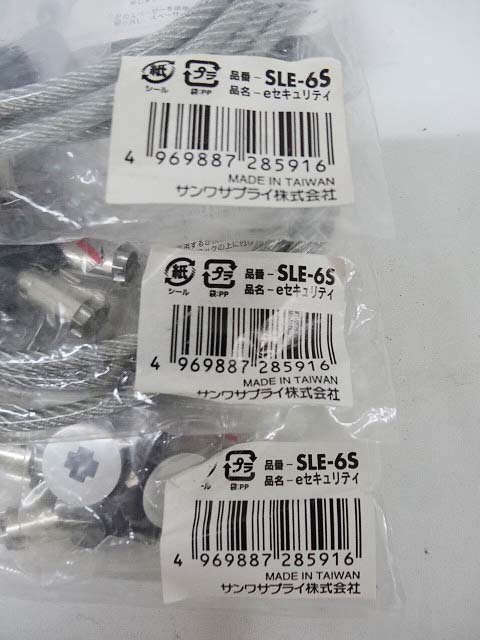 紙 プラ 品番-SLE-6S
シール 袋:PP 品名-eセキュリティ
4 969887 285916
MADE IN TAIWAN
サンワサプライ株式会社
紙 プラ 品番-SLE-6S
シール 袋:PP 品名-eセキュリティ
4 969887 285916
MADE IN TAIWAN
サンワサプライ株式会社
プラ 品番-SLE-6S
ール 袋:PP 品名-eセキュリティ
4 969887 285916
MADE IN TAIWAN
サンワサプライ株式会社